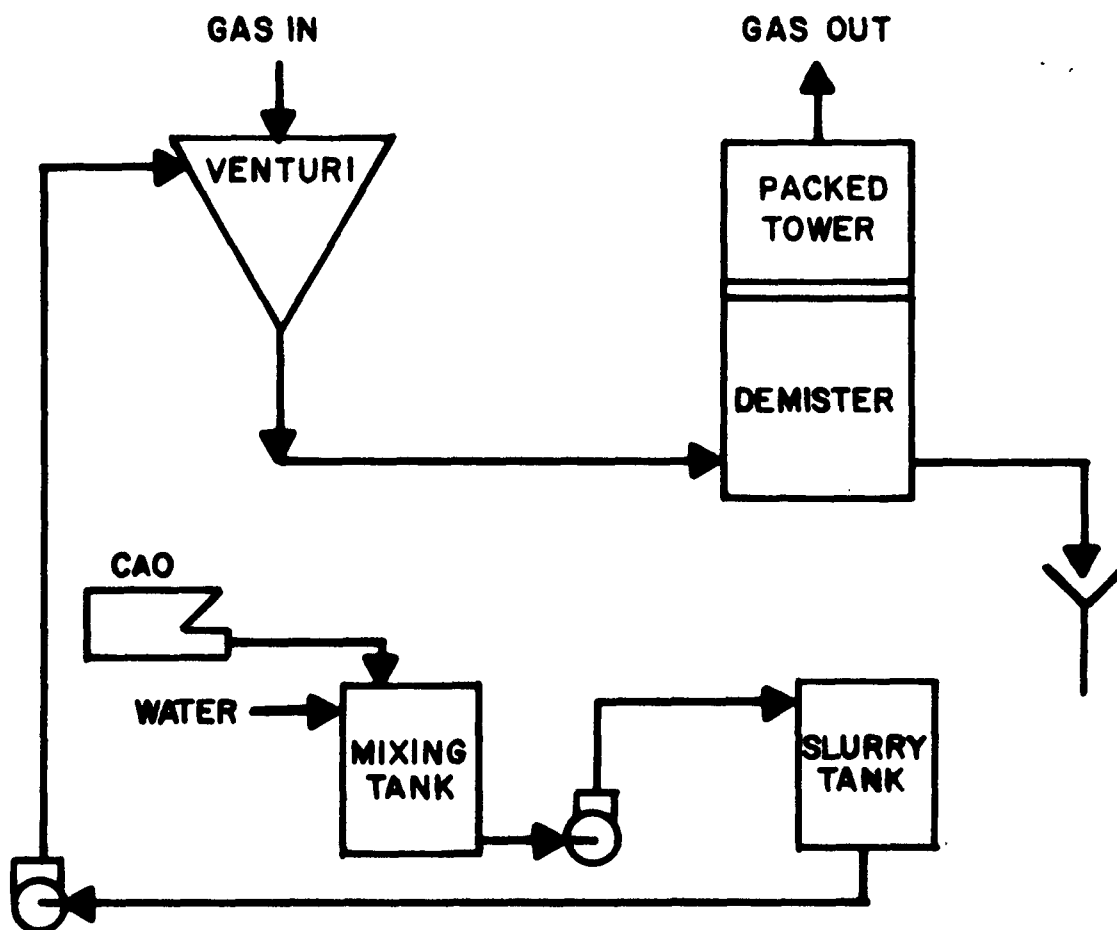 GAS IN
GAS OUT
VENTURI
PACKED
TOWER
DEMISTER
CAO
WATER
MIXING
TANK
SLURRY
TANK